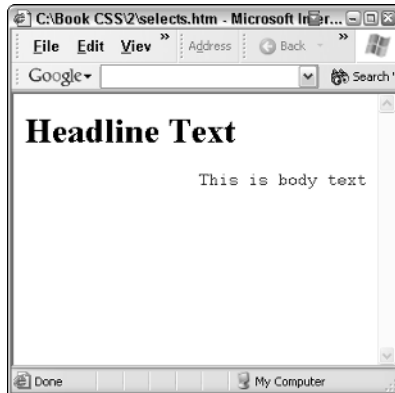 C:\Book CSS\2\selects.htm - Microsoft In er...
File Edit View » Address Back »
Google Search
Headline Text
This is body text
Done My Computer